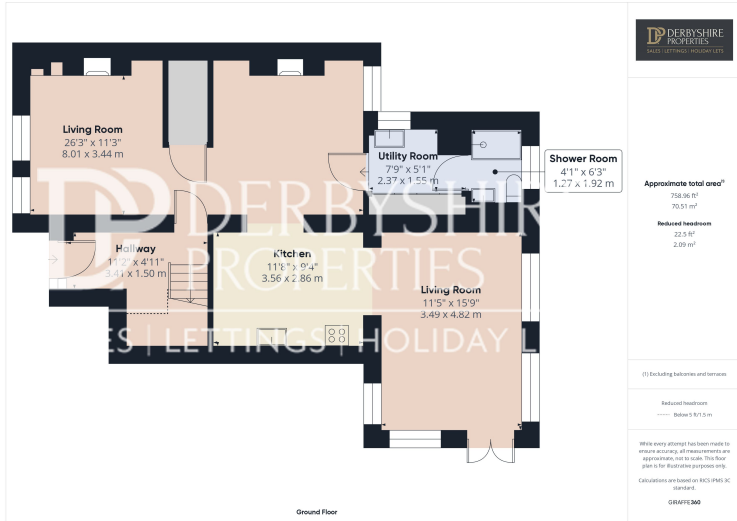 Living Room
26'3" x 11'3"
8.01 x 3.44 m
Utility Room
7'9" x 5'1"
2.37 x 1.55 m
Shower Room
4'1" x 6'3"
1.27 x 1.92 m
Hallway
11'2" x 4'11"
3.41 x 1.50 m
Kitchen
11'8" x 9'4"
3.56 x 2.86 m
Living Room
11'5" x 15'9"
3.49 x 4.82 m
DERBYSHIRE
PROPERTIES
ES | LETTINGS | HOLIDAY L
Ground Floor
DERBYSHIRE
PROPERTIES
SALES | LETTINGS | HOLIDAY LETS
Approximate total area⁽¹⁾
758.96 ft²
70.51 m²
Reduced headroom
22.5 ft²
2.09 m²
(1) Excluding balconies and terraces
Reduced headroom
Below 5 ft/1.5 m
While every attempt has been made to
ensure accuracy, all measurements are
approximate, not to scale. This floor
plan is for illustrative purposes only.
Calculations are based on RICS IPMS 3C
standard.
GIRAFFE360